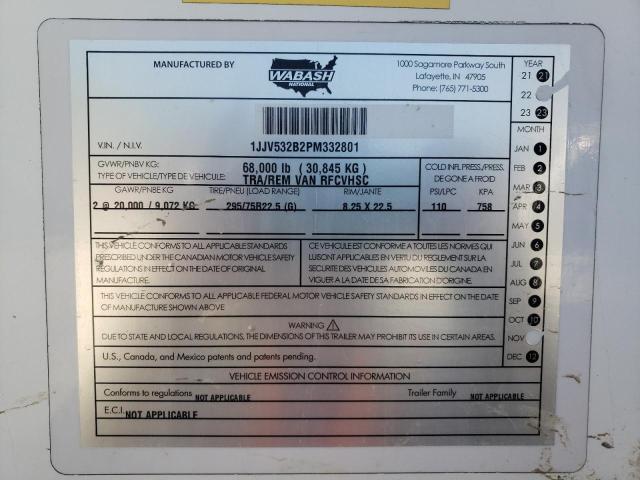 MANUFACTURED BY
WABASH
NATIONAL
1000 Sagamore Parkway South
Lafayette, IN 47905
Phone: (765) 771-5300
YEAR
21 21
22
23 23
MONTH
JAN 1
FEB 2
MAR 3
APR 4
MAY 5
JUN 6
JUL 7
AUG 8
SEP 9
OCT 10
NOV
DEC 12
V.I.N. / N.I.V. 1JJV532B2PM332801
GVWR/PNBV KG: 68,000 lb ( 30,845 KG )
TYPE OF VEHICLE/TYPE DE VEHICULE: TRA/REM VAN RFCVHSC
COLD INFL.PRESS./PRESS.
DE GONE A FROID
GAWR/PNBE KG TIRE/PNEU (LOAD RANGE) RIM/JANTE PSI/LPC KPA
2 @ 20,000 / 9,072 KG 295/75R22.5 (G) 8.25 X 22.5 110 758
THIS VEHICLE CONFORMS TO ALL APPLICABLE STANDARDS
PRESCRIBED UNDER THE CANADIAN MOTOR VEHICLE SAFETY
REGULATIONS IN EFFECT ON THE DATE OF ORIGINAL
MANUFACTURE.
CE VEHICULE EST CONFORME A TOUTES LES NORMES QUI
LUISONT APPLICABLES EN VERTU DU REGLEMENT SUR LA
SECURITE DES VEHICULES AUTOMOBILES DU CANADA EN
VIGUER A LA DATE DE SA FABRICATION D'ORIGINE.
THIS VEHICLE CONFORMS TO ALL APPLICABLE FEDERAL MOTOR VEHICLE SAFETY STANDARDS IN EFFECT ON THE DATE OF
MANUFACTURE SHOWN ABOVE
WARNING
DUE TO STATE AND LOCAL REGULATIONS, THE DIMENSIONS OF THIS TRAILER MAY PROHIBIT ITS USE IN CERTAIN AREAS.
U.S., Canada, and Mexico patents and patents pending.
VEHICLE EMISSION CONTROL INFORMATION
Conforms to regulations NOT APPLICABLE Trailer Family NOT APPLICABLE
E.C.I. NOT APPLICABLE